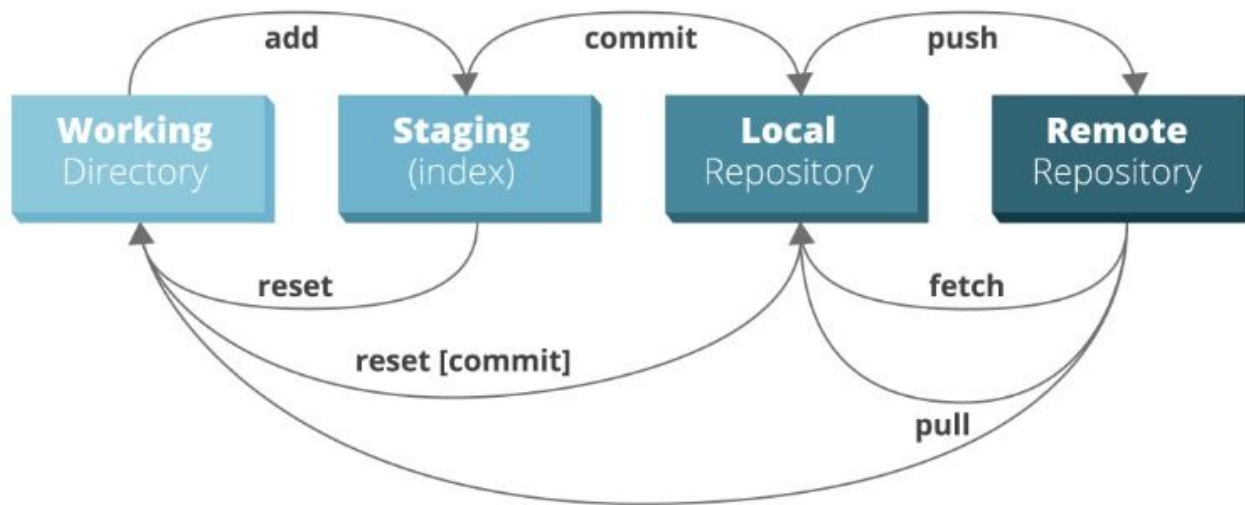 add
commit
push
Working
Directory
Staging
(index)
Local
Repository
Remote
Repository
reset
fetch
reset [commit]
pull